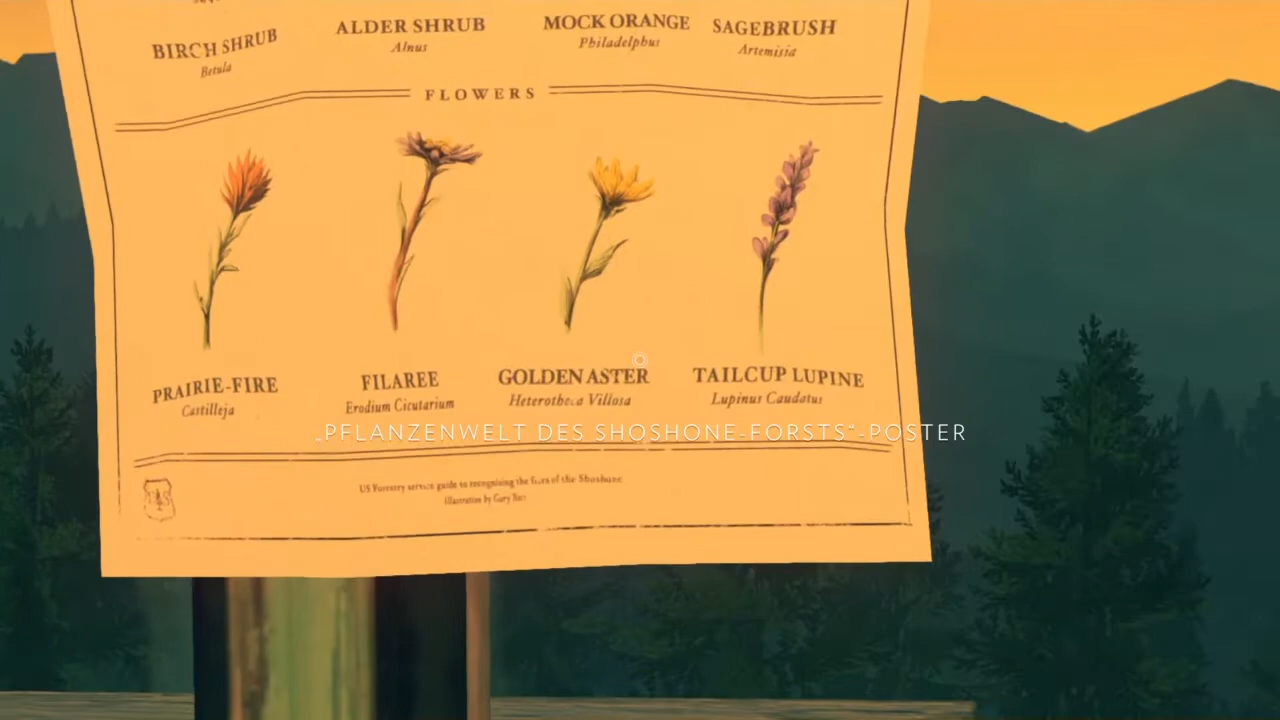 BIRCH SHRUB
Betula
ALDER SHRUB
Alnus
MOCK ORANGE
Philadelphus
SAGEBRUSH
Artemisia
FLOWERS
PRAIRIE-FIRE
Castilleja
FILAREE
Erodium Cicutarium
GOLDEN ASTER
Heterotheca Villosa
TAILCUP LUPINE
Lupinus Caudatus
„PFLANZENWELT DES SHOSHONE-FORSTS“-POSTER
US Forestry service guide to recognising the flora of the Shoshone
Illustration by Gary